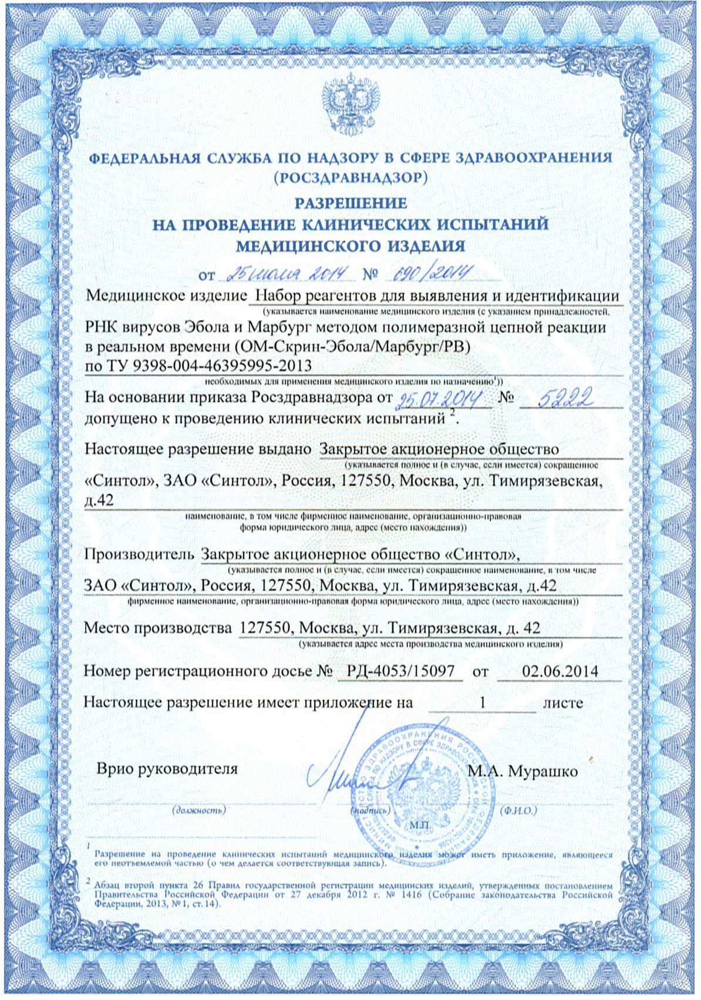 ФЕДЕРАЛЬНАЯ СЛУЖБА ПО НАДЗОРУ В СФЕРЕ ЗДРАВООХРАНЕНИЯ
(РОСЗДРАВНАДЗОР)
РАЗРЕШЕНИЕ
НА ПРОВЕДЕНИЕ КЛИНИЧЕСКИХ ИСПЫТАНИЙ
МЕДИЦИНСКОГО ИЗДЕЛИЯ
от 25 июля 2014 № 690/2014
Медицинское изделие Набор реагентов для выявления и идентификации
(указывается наименование медицинского изделия (с указанием принадлежностей,
РНК вирусов Эбола и Марбург методом полимеразной цепной реакции
в реальном времени (ОМ-Скрин-Эбола/Марбург/РВ)
по ТУ 9398-004-46395995-2013
необходимых для применения медицинского изделия по назначению¹))
На основании приказа Росздравнадзора от 25.07.2014 № 5222
допущено к проведению клинических испытаний ².
Настоящее разрешение выдано Закрытое акционерное общество
(указывается полное и (в случае, если имеется) сокращенное
«Синтол», ЗАО «Синтол», Россия, 127550, Москва, ул. Тимирязевская,
д.42
наименование, в том числе фирменное наименование, организационно-правовая
форма юридического лица, адрес (место нахождения))
Производитель Закрытое акционерное общество «Синтол»,
(указывается полное и (в случае, если имеется) сокращенное наименование, в том числе
ЗАО «Синтол», Россия, 127550, Москва, ул. Тимирязевская, д.42
фирменное наименование, организационно-правовая форма юридического лица, адрес (место нахождения))
Место производства 127550, Москва, ул. Тимирязевская, д. 42
(указывается адрес места производства медицинского изделия)
Номер регистрационного досье № РД-4053/15097 от 02.06.2014
Настоящее разрешение имеет приложение на 1 листе
Врио руководителя М.А. Мурашко
(должность) (подпись) (Ф.И.О.)
М.П.
¹ Разрешение на проведение клинических испытаний медицинского изделия может иметь приложение, являющееся
его неотъемлемой частью (о чем делается соответствующая запись).
² Абзац второй пункта 26 Правил государственной регистрации медицинских изделий, утвержденных постановлением
Правительства Российской Федерации от 27 декабря 2012 г. № 1416 (Собрание законодательства Российской
Федерации, 2013, №1, ст.14).